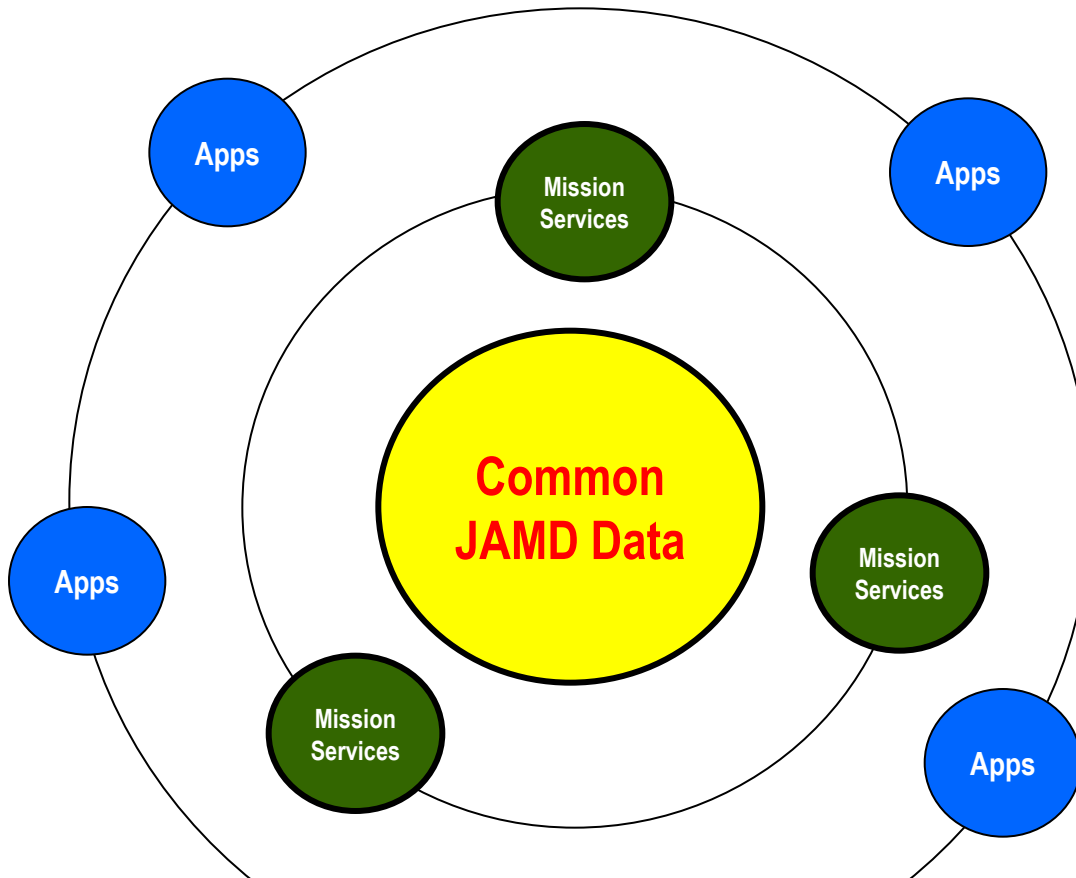 Apps
Mission
Services
Apps
Common
JAMD Data
Mission
Services
Apps
Mission
Services
Apps